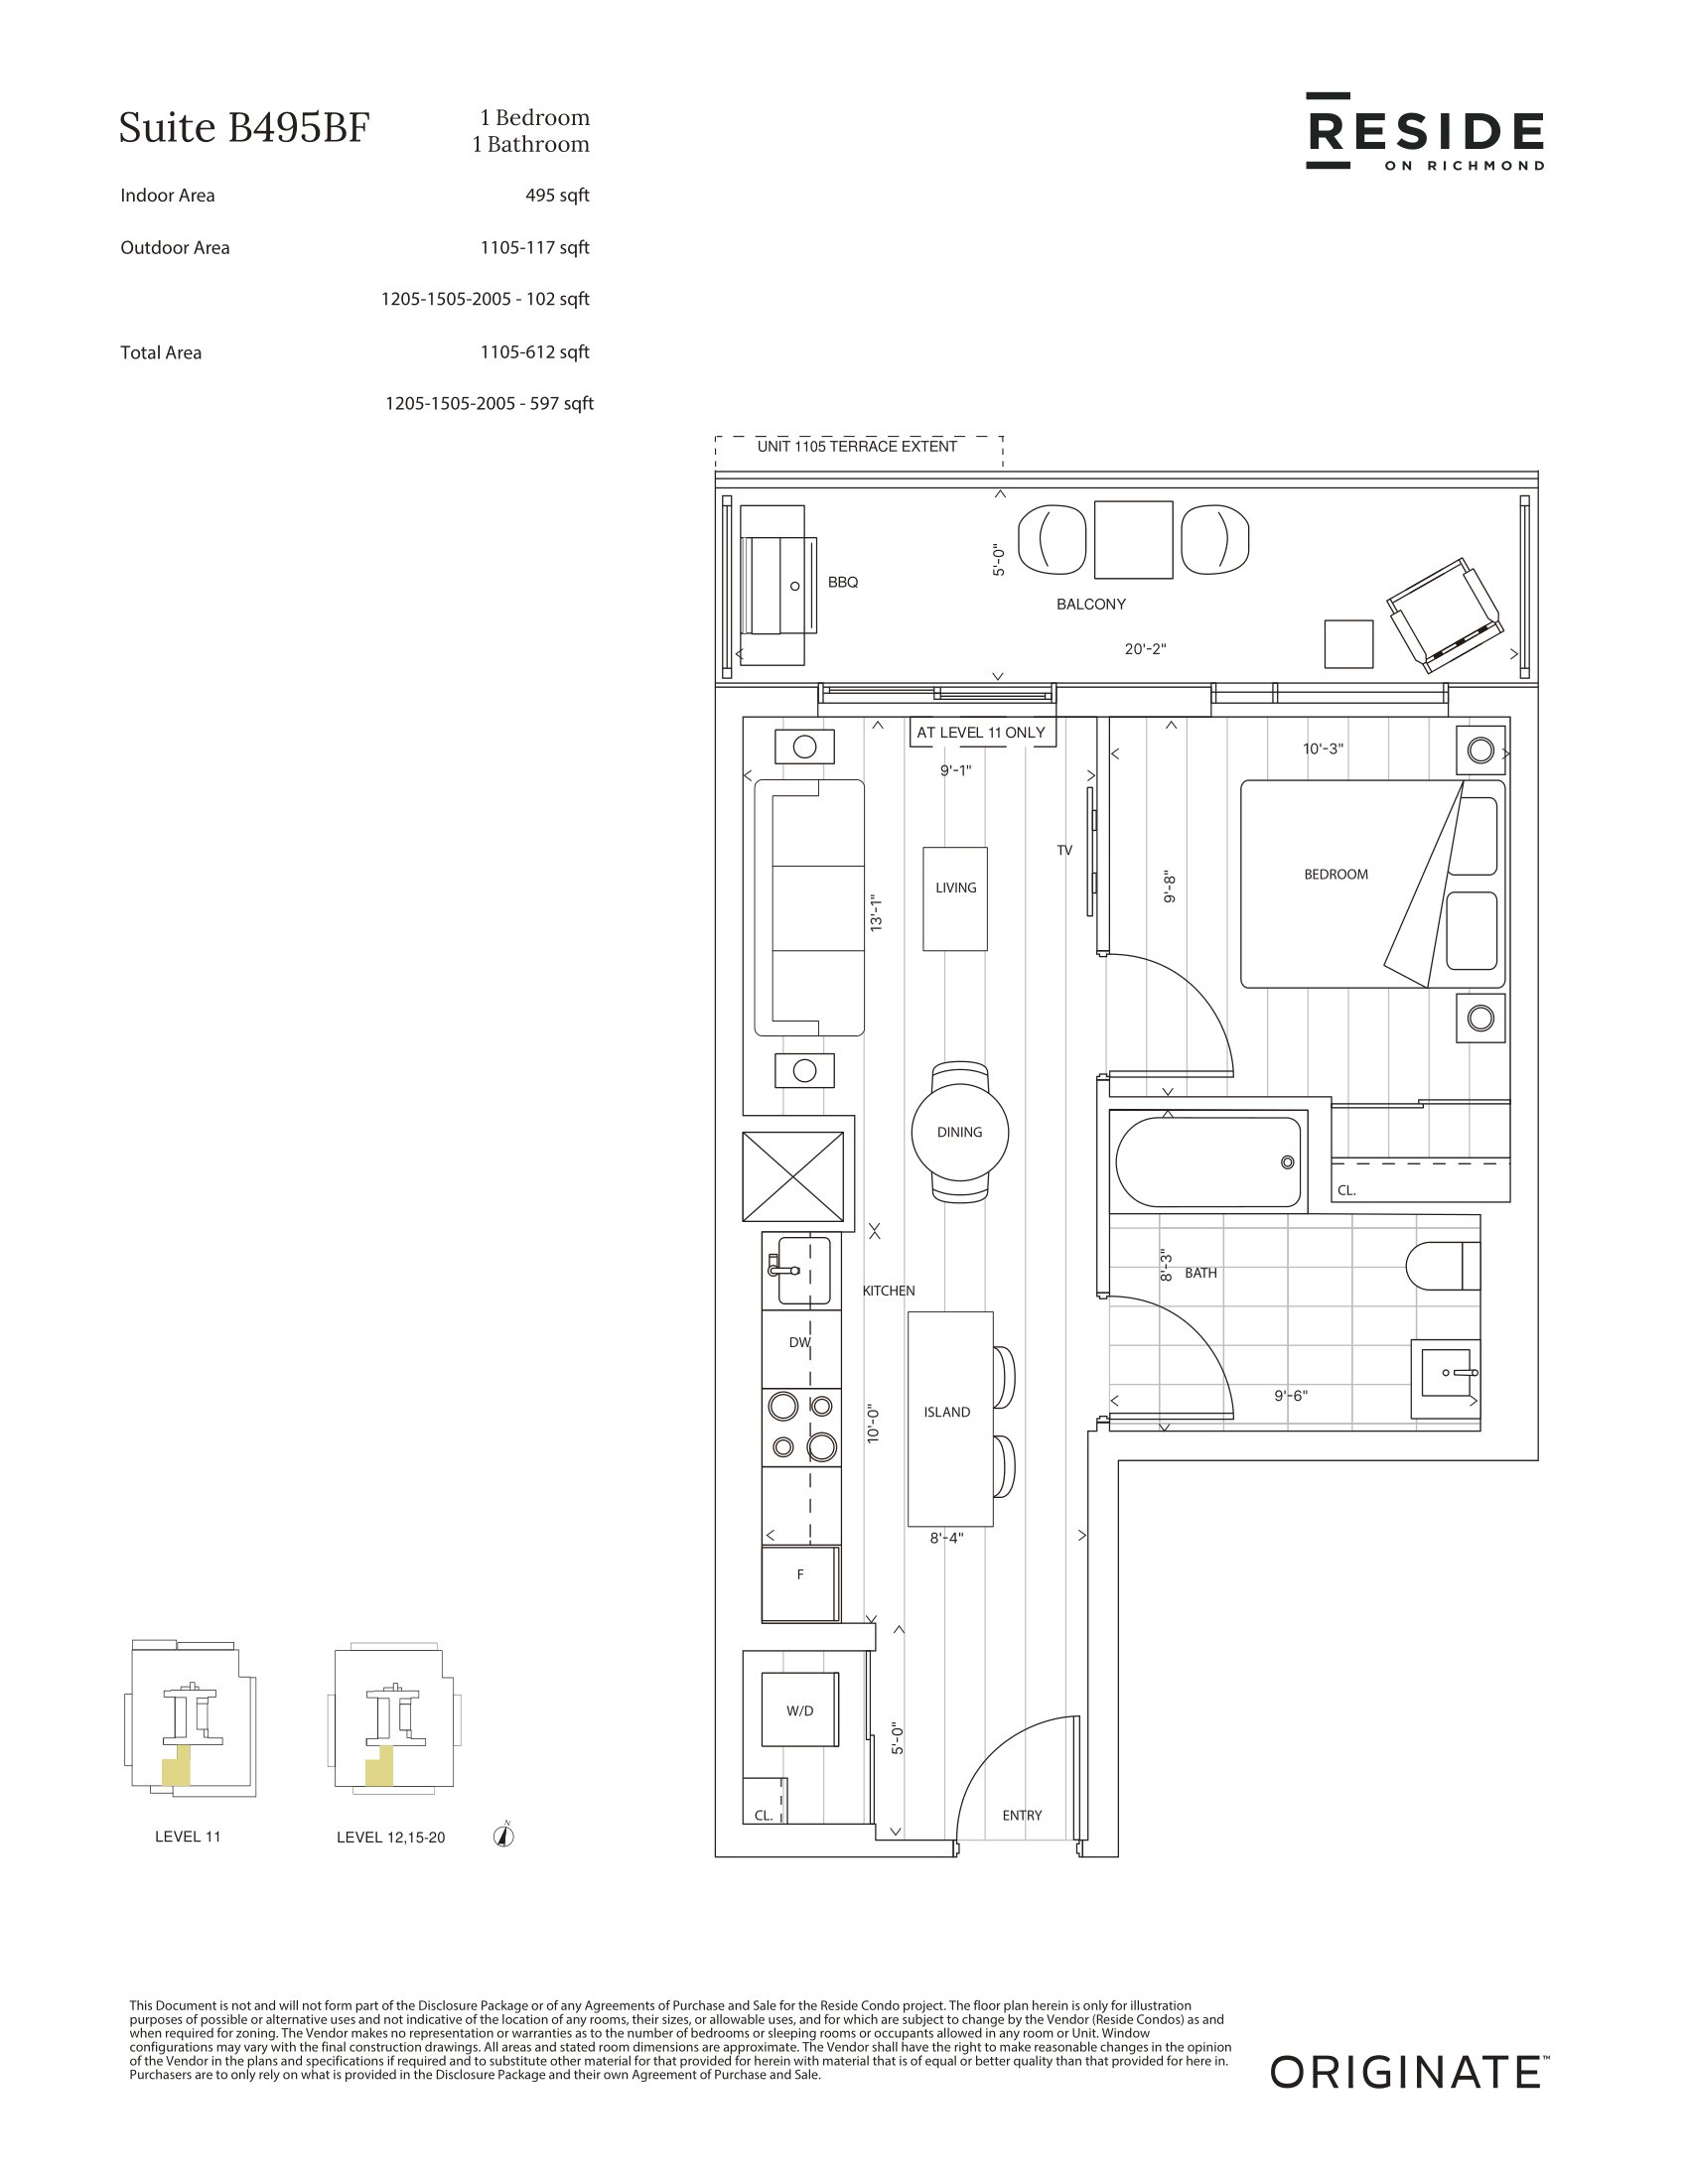 Suite B495BF
1 Bedroom
1 Bathroom
RESIDE
ON RICHMOND
Indoor Area 495 sqft
Outdoor Area 1105-117 sqft
1205-1505-2005 - 102 sqft
Total Area 1105-612 sqft
1205-1505-2005 - 597 sqft
UNIT 1105 TERRACE EXTENT
5'-0"
BBQ
BALCONY
20'-2"
AT LEVEL 11 ONLY
10'-3"
9'-1"
TV
BEDROOM
LIVING
9'-8"
13'-1"
DINING
CL.
8'-3"
BATH
KITCHEN
DW
9'-6"
ISLAND
10'-0"
8'-4"
F
W/D
5'-0"
CL.
ENTRY
LEVEL 11
LEVEL 12,15-20
N
This Document is not and will not form part of the Disclosure Package or of any Agreements of Purchase and Sale for the Reside Condo project. The floor plan herein is only for illustration
purposes of possible or alternative uses and not indicative of the location of any rooms, their sizes, or allowable uses, and for which are subject to change by the Vendor (Reside Condos) as and
when required for zoning. The Vendor makes no representation or warranties as to the number of bedrooms or sleeping rooms or occupants allowed in any room or Unit. Window
configurations may vary with the final construction drawings. All areas and stated room dimensions are approximate. The Vendor shall have the right to make reasonable changes in the opinion
of the Vendor in the plans and specifications if required and to substitute other material for that provided for herein with material that is of equal or better quality than that provided for here in.
Purchasers are to only rely on what is provided in the Disclosure Package and their own Agreement of Purchase and Sale.
ORIGINATE™